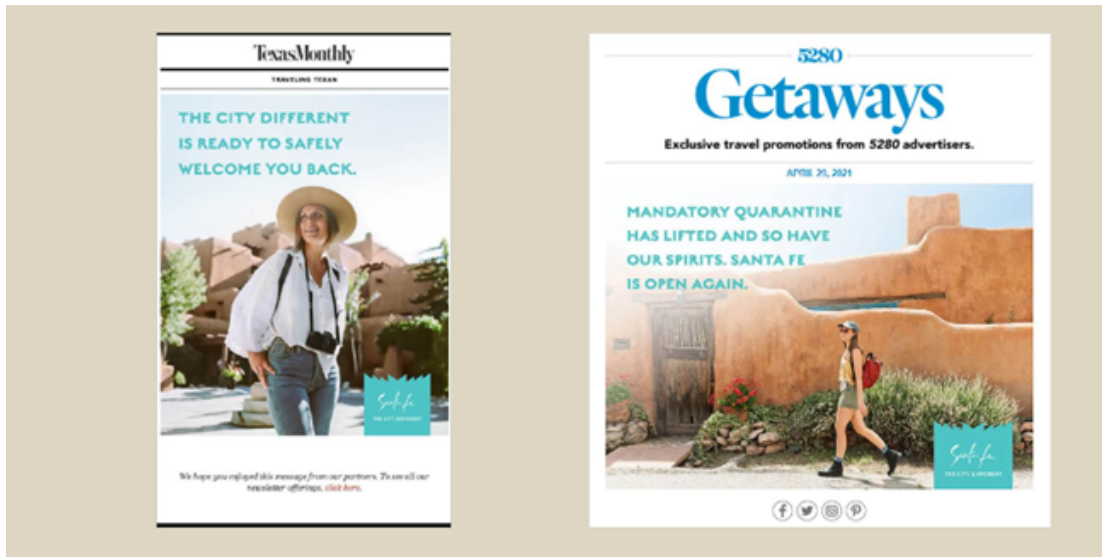 TexasMonthly
TRAVELING TEXAN
THE CITY DIFFERENT
IS READY TO SAFELY
WELCOME YOU BACK.
Santa Fe
THE CITY DIFFERENT
We hope you enjoyed this message from our partners. To see all our
newsletter offerings, click here.
5280
Getaways
Exclusive travel promotions from 5280 advertisers.
APRIL 29, 2021
MANDATORY QUARANTINE
HAS LIFTED AND SO HAVE
OUR SPIRITS. SANTA FE
IS OPEN AGAIN.
Santa Fe
THE CITY DIFFERENT